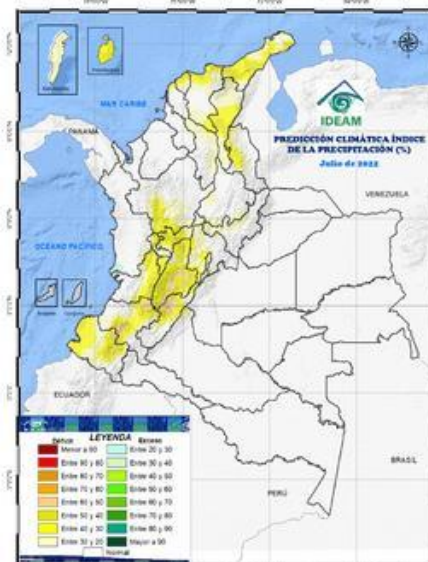 MAR CARIBE
PANAMÁ
IDEAM
PREDICCIÓN CLIMÁTICA ÍNDICE
DE LA PRECIPITACIÓN (%)
Julio de 2022
VENEZUELA
OCEANO PACÍFICO
ECUADOR
BRASIL
PERÚ
LEYENDA
Déficit Exceso
Menor a 90 Entre 20 y 30
Entre 90 y 80 Entre 30 y 40
Entre 80 y 70 Entre 40 y 50
Entre 70 y 60 Entre 50 y 60
Entre 60 y 50 Entre 60 y 70
Entre 50 y 40 Entre 70 y 80
Entre 40 y 30 Entre 80 y 90
Entre 30 y 20 Mayor a 90
Normal